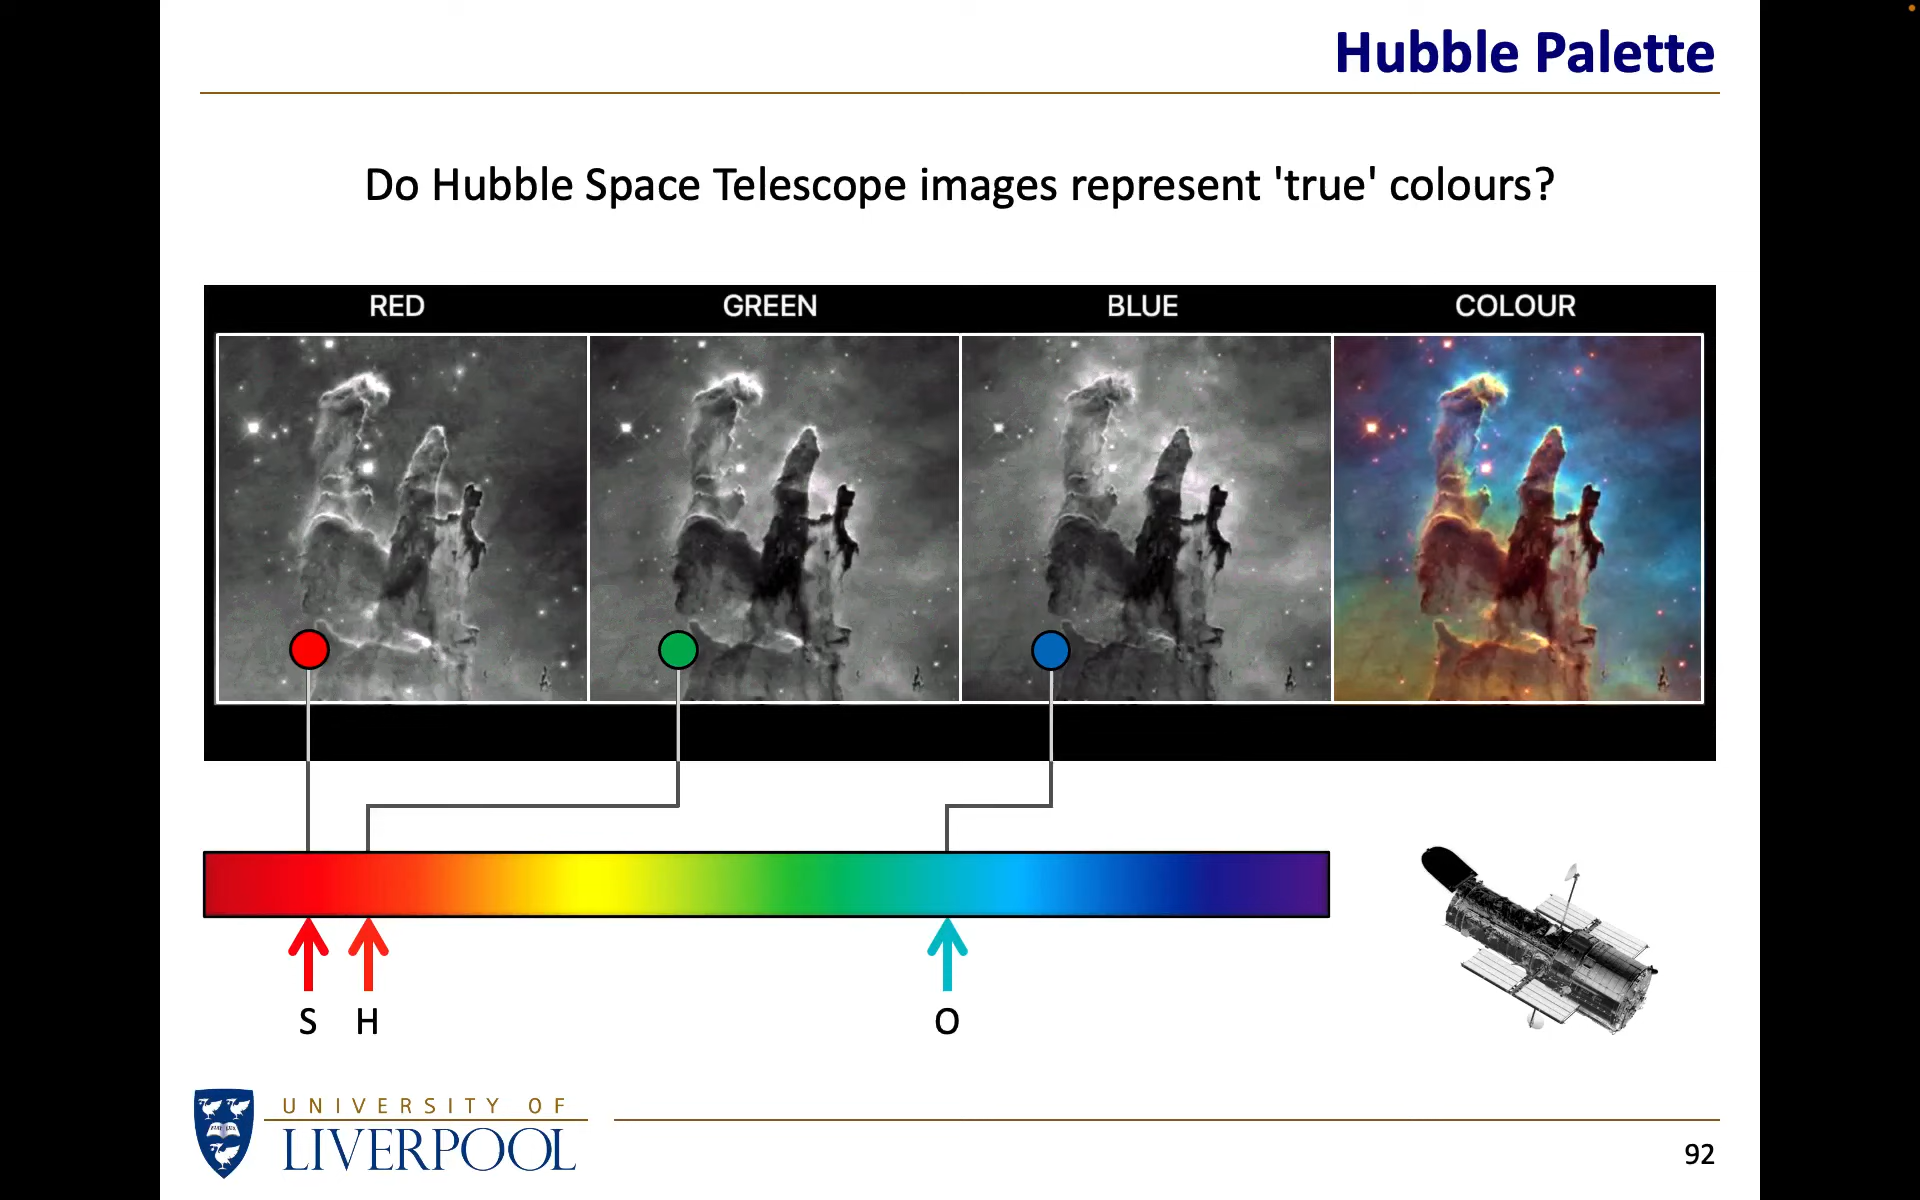 Hubble Palette
Do Hubble Space Telescope images represent 'true' colours?
RED GREEN BLUE COLOUR
S H O
UNIVERSITY OF
LIVERPOOL
92